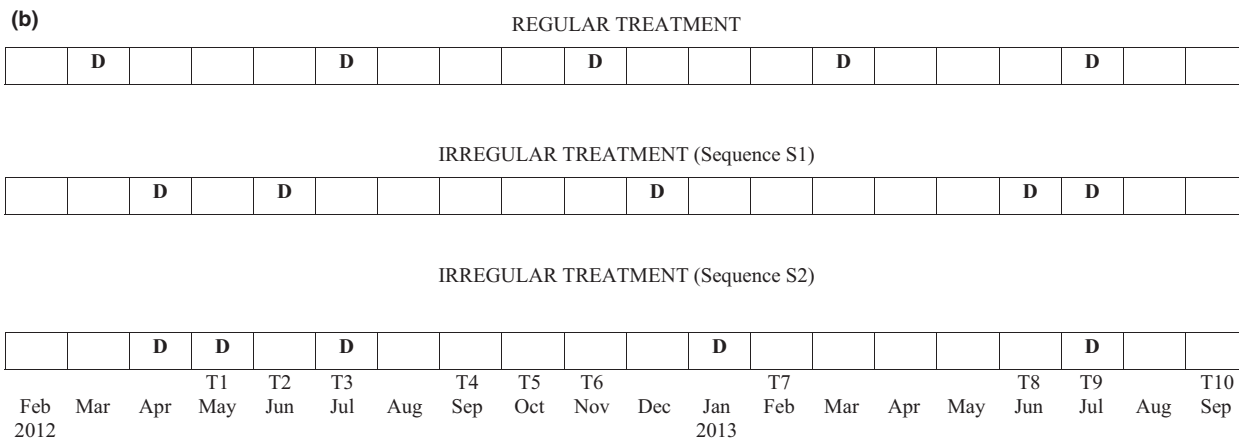 (b)
REGULAR TREATMENT
D D D D D
IRREGULAR TREATMENT (Sequence S1)
D D D D D
IRREGULAR TREATMENT (Sequence S2)
D D D D D
T1 T2 T3 T4 T5 T6 T7 T8 T9 T10
Feb Mar Apr May Jun Jul Aug Sep Oct Nov Dec Jan Feb Mar Apr May Jun Jul Aug Sep
2012 2013